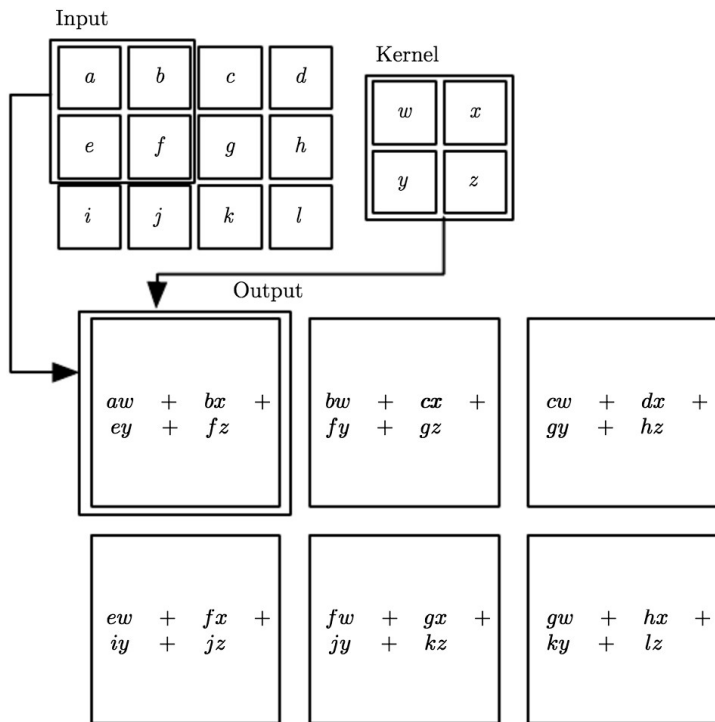 Input
a b c d
e f g h
i j k l
Kernel
w x
y z
Output
aw + bx +
ey + fz
bw + cx +
fy + gz
cw + dx +
gy + hz
ew + fx +
iy + jz
fw + gx +
jy + kz
gw + hx +
ky + lz